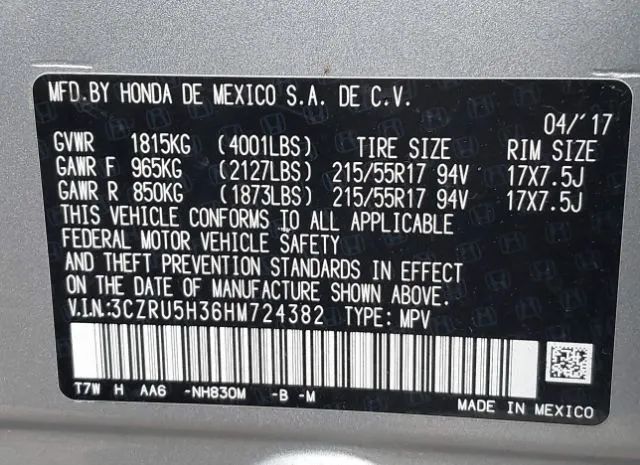 MFD.BY HONDA DE MEXICO S.A. DE C.V.
04/'17
GVWR 1815KG (4001LBS) TIRE SIZE RIM SIZE
GAWR F 965KG (2127LBS) 215/55R17 94V 17X7.5J
GAWR R 850KG (1873LBS) 215/55R17 94V 17X7.5J
THIS VEHICLE CONFORMS TO ALL APPLICABLE
FEDERAL MOTOR VEHICLE SAFETY
AND THEFT PREVENTION STANDARDS IN EFFECT
ON THE DATE OF MANUFACTURE SHOWN ABOVE.
V.I.N:3CZRU5H36HM724382 TYPE: MPV
T7W H AA6 -NH830M -B -M
MADE IN MEXICO